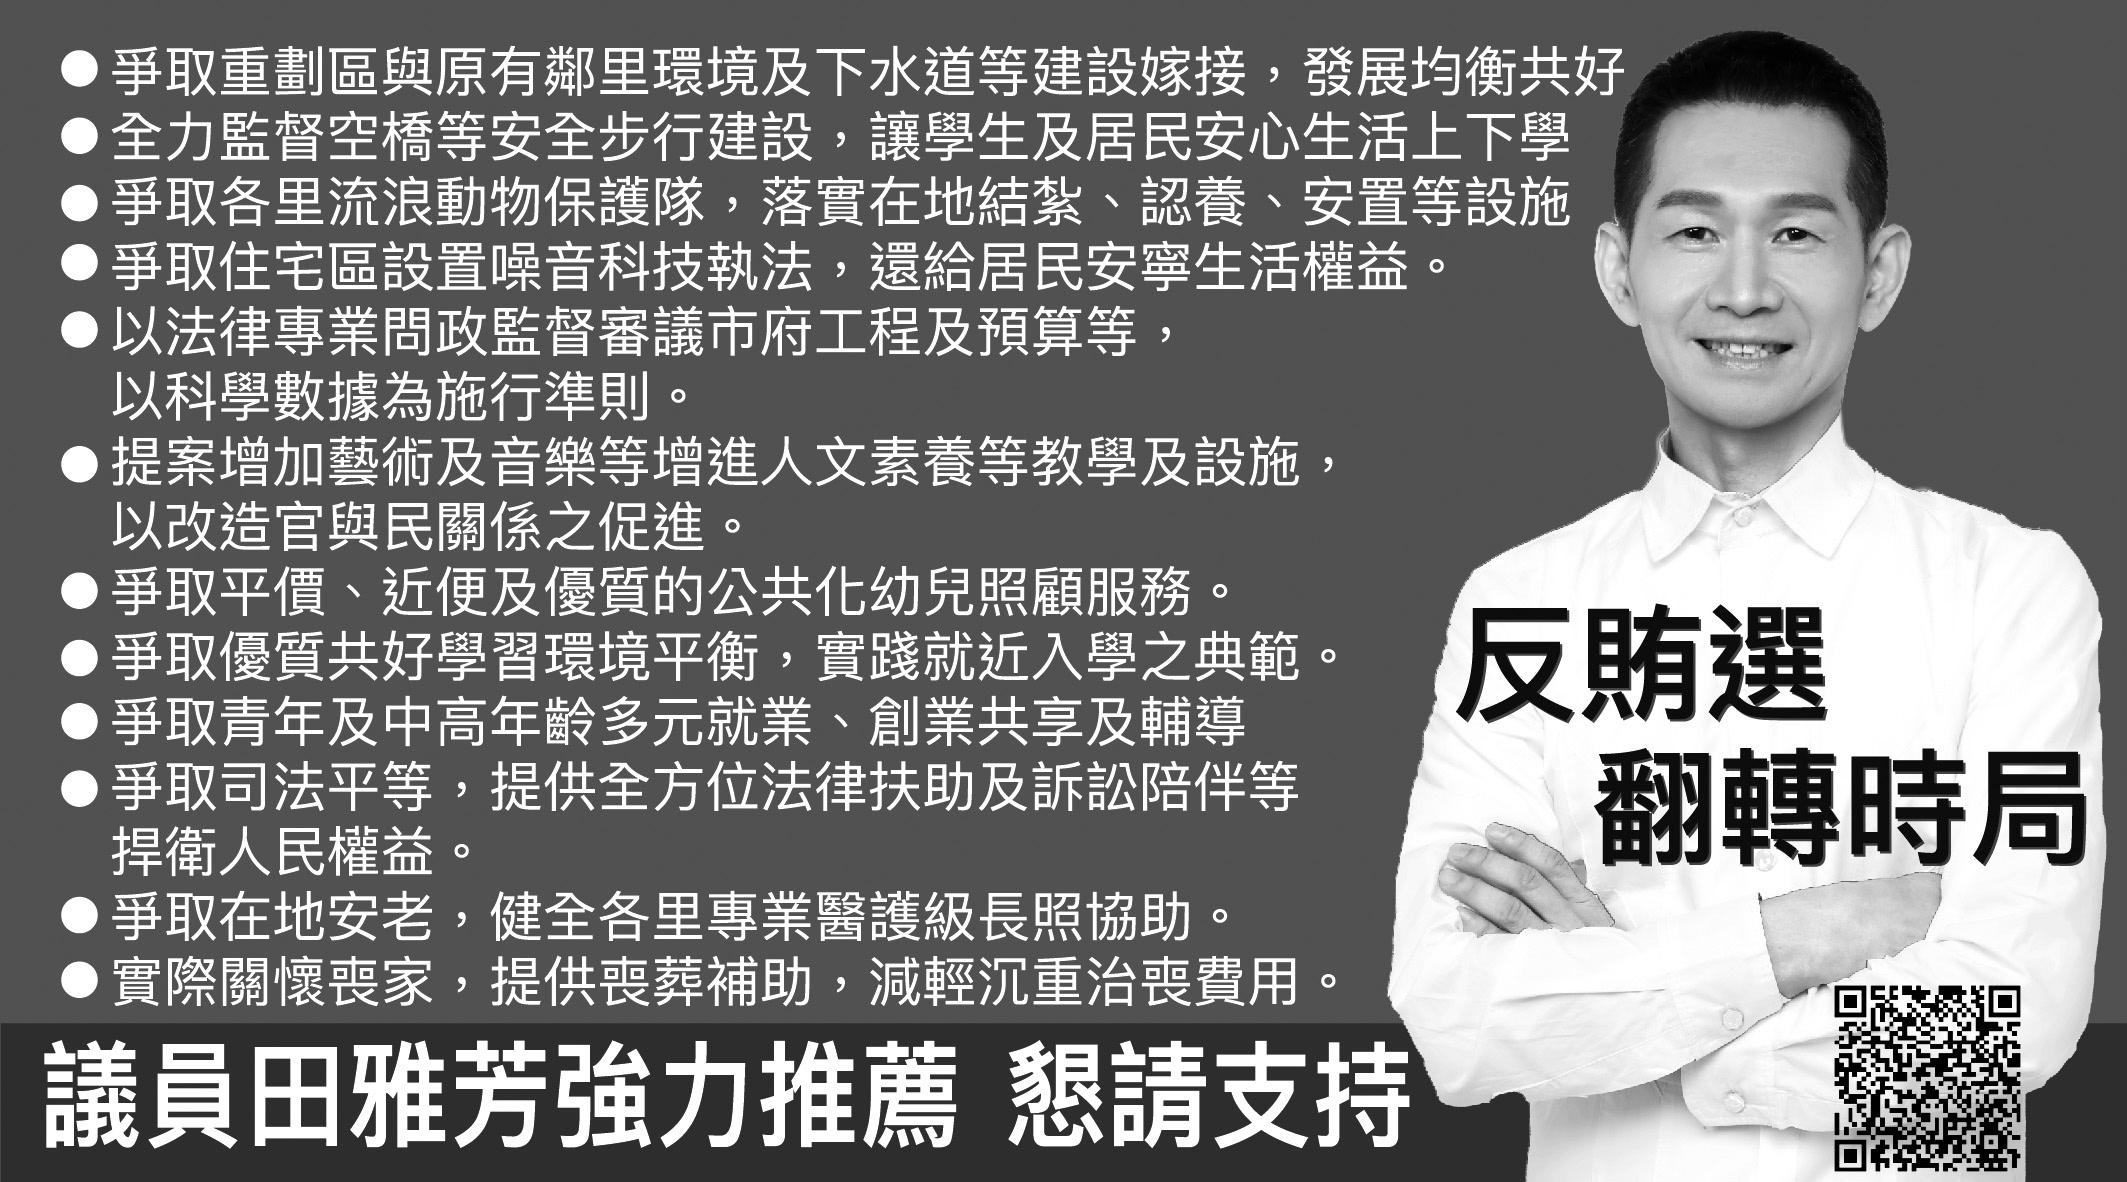 ●爭取重劃區與原有鄰里環境及下水道等建設嫁接，發展均衡共好
●全力監督空橋等安全步行建設，讓學生及居民安心生活上下學
●爭取各里流浪動物保護隊，落實在地結紮、認養、安置等設施
●爭取住宅區設置噪音科技執法，還給居民安寧生活權益。
●以法律專業問政監督審議市府工程及預算等，
以科學數據為施行準則。
●提案增加藝術及音樂等增進人文素養等教學及設施，
以改造官與民關係之促進。
●爭取平價、近便及優質的公共化幼兒照顧服務。
●爭取優質共好學習環境平衡，實踐就近入學之典範。
●爭取青年及中高年齡多元就業、創業共享及輔導
●爭取司法平等，提供全方位法律扶助及訴訟陪伴等
捍衛人民權益。
●爭取在地安老，健全各里專業醫護級長照協助。
●實際關懷喪家，提供喪葬補助，減輕沉重治喪費用。
反賄選
翻轉時局
議員田雅芳強力推薦 懇請支持